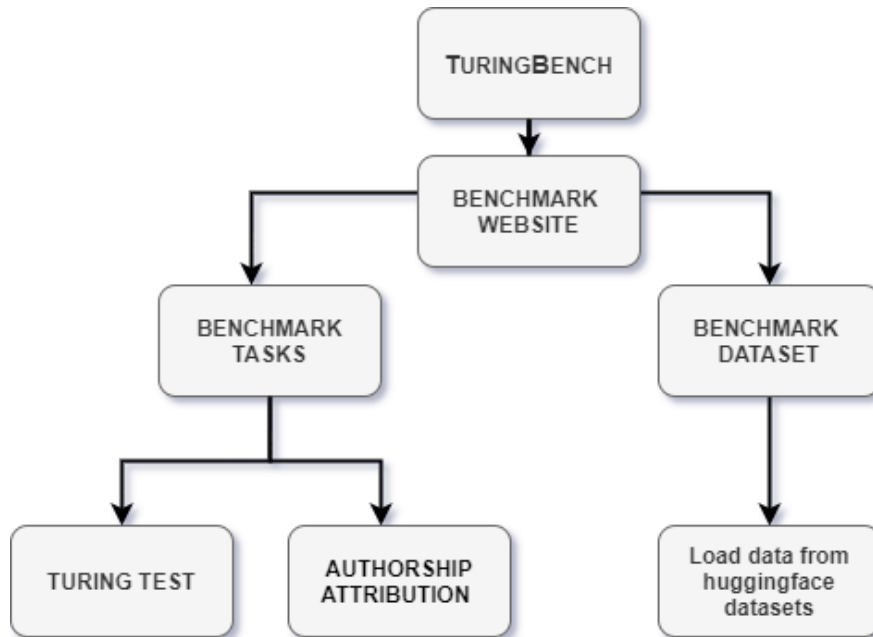 TURINGBENCH
BENCHMARK
WEBSITE
BENCHMARK
TASKS
BENCHMARK
DATASET
TURING TEST
AUTHORSHIP
ATTRIBUTION
Load data from
huggingface
datasets